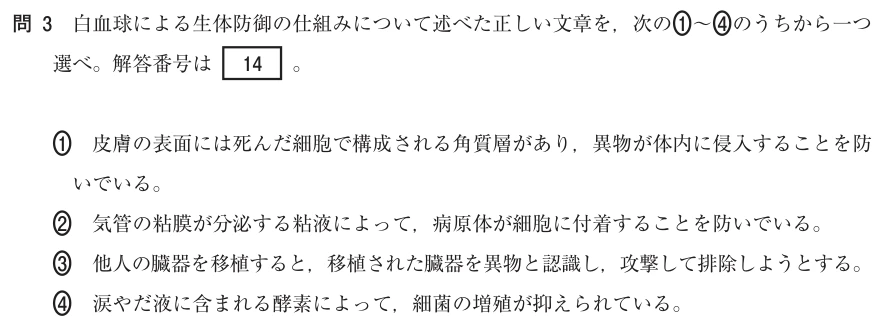 問 3 白血球による生体防御の仕組みについて述べた正しい文章を，次の①～④のうちから一つ
選べ。解答番号は 14 。
① 皮膚の表面には死んだ細胞で構成される角質層があり，異物が体内に侵入することを防
いでいる。
② 気管の粘膜が分泌する粘液によって，病原体が細胞に付着することを防いでいる。
③ 他人の臓器を移植すると，移植された臓器を異物と認識し，攻撃して排除しようとする。
④ 涙やだ液に含まれる酵素によって，細菌の増殖が抑えられている。